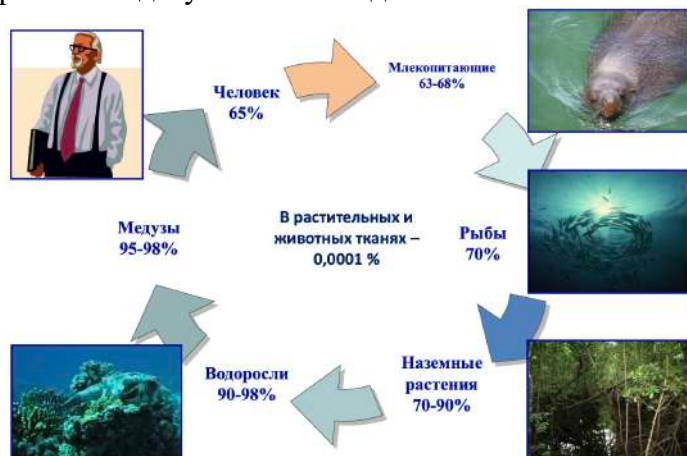 Человек
65%
Млекопитающие
63-68%
Рыбы
70%
Наземные
растения
70-90%
Водоросли
90-98%
Медузы
95-98%
В растительных и
животных тканях –
0,0001 %